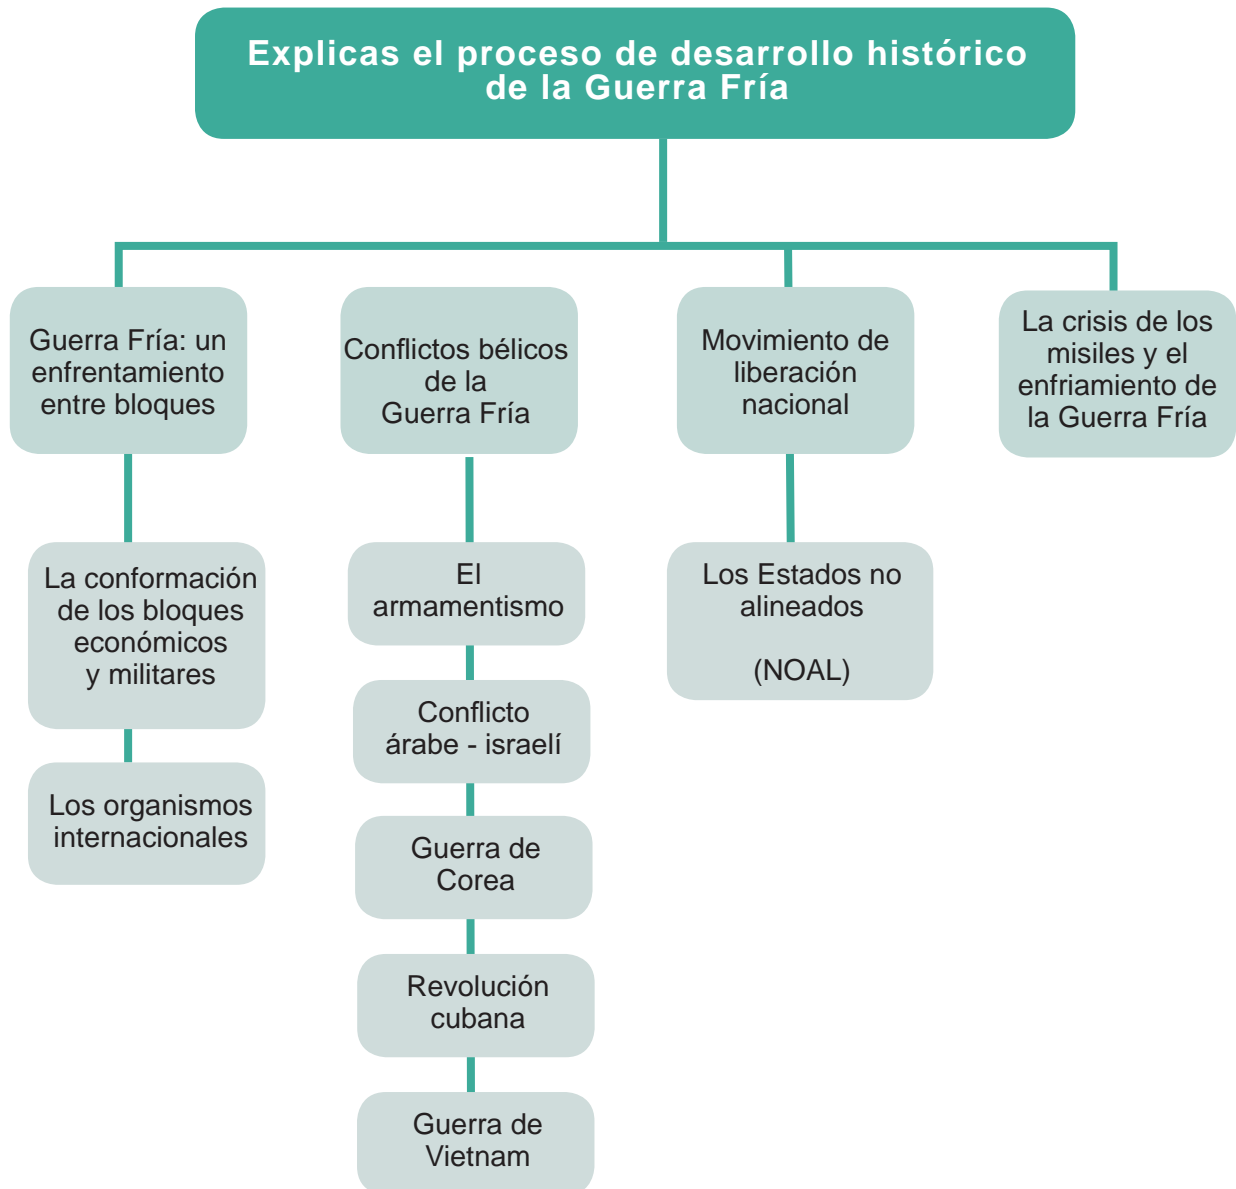 Explicas el proceso de desarrollo histórico
de la Guerra Fría
Guerra Fría: un
enfrentamiento
entre bloques
La conformación
de los bloques
económicos
y militares
Los organismos
internacionales
Conflictos bélicos
de la
Guerra Fría
El
armamentismo
Conflicto
árabe - israelí
Guerra de
Corea
Revolución
cubana
Guerra de
Vietnam
Movimiento de
liberación
nacional
Los Estados no
alineados
(NOAL)
La crisis de los
misiles y el
enfriamiento de
la Guerra Fría